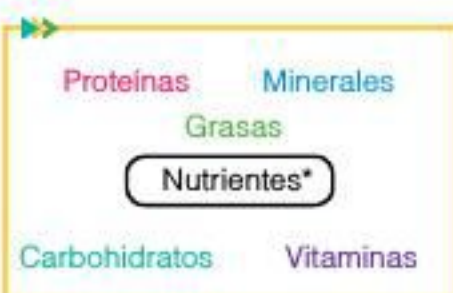 Proteínas Minerales
Grasas
Nutrientes*
Carbohidratos Vitaminas